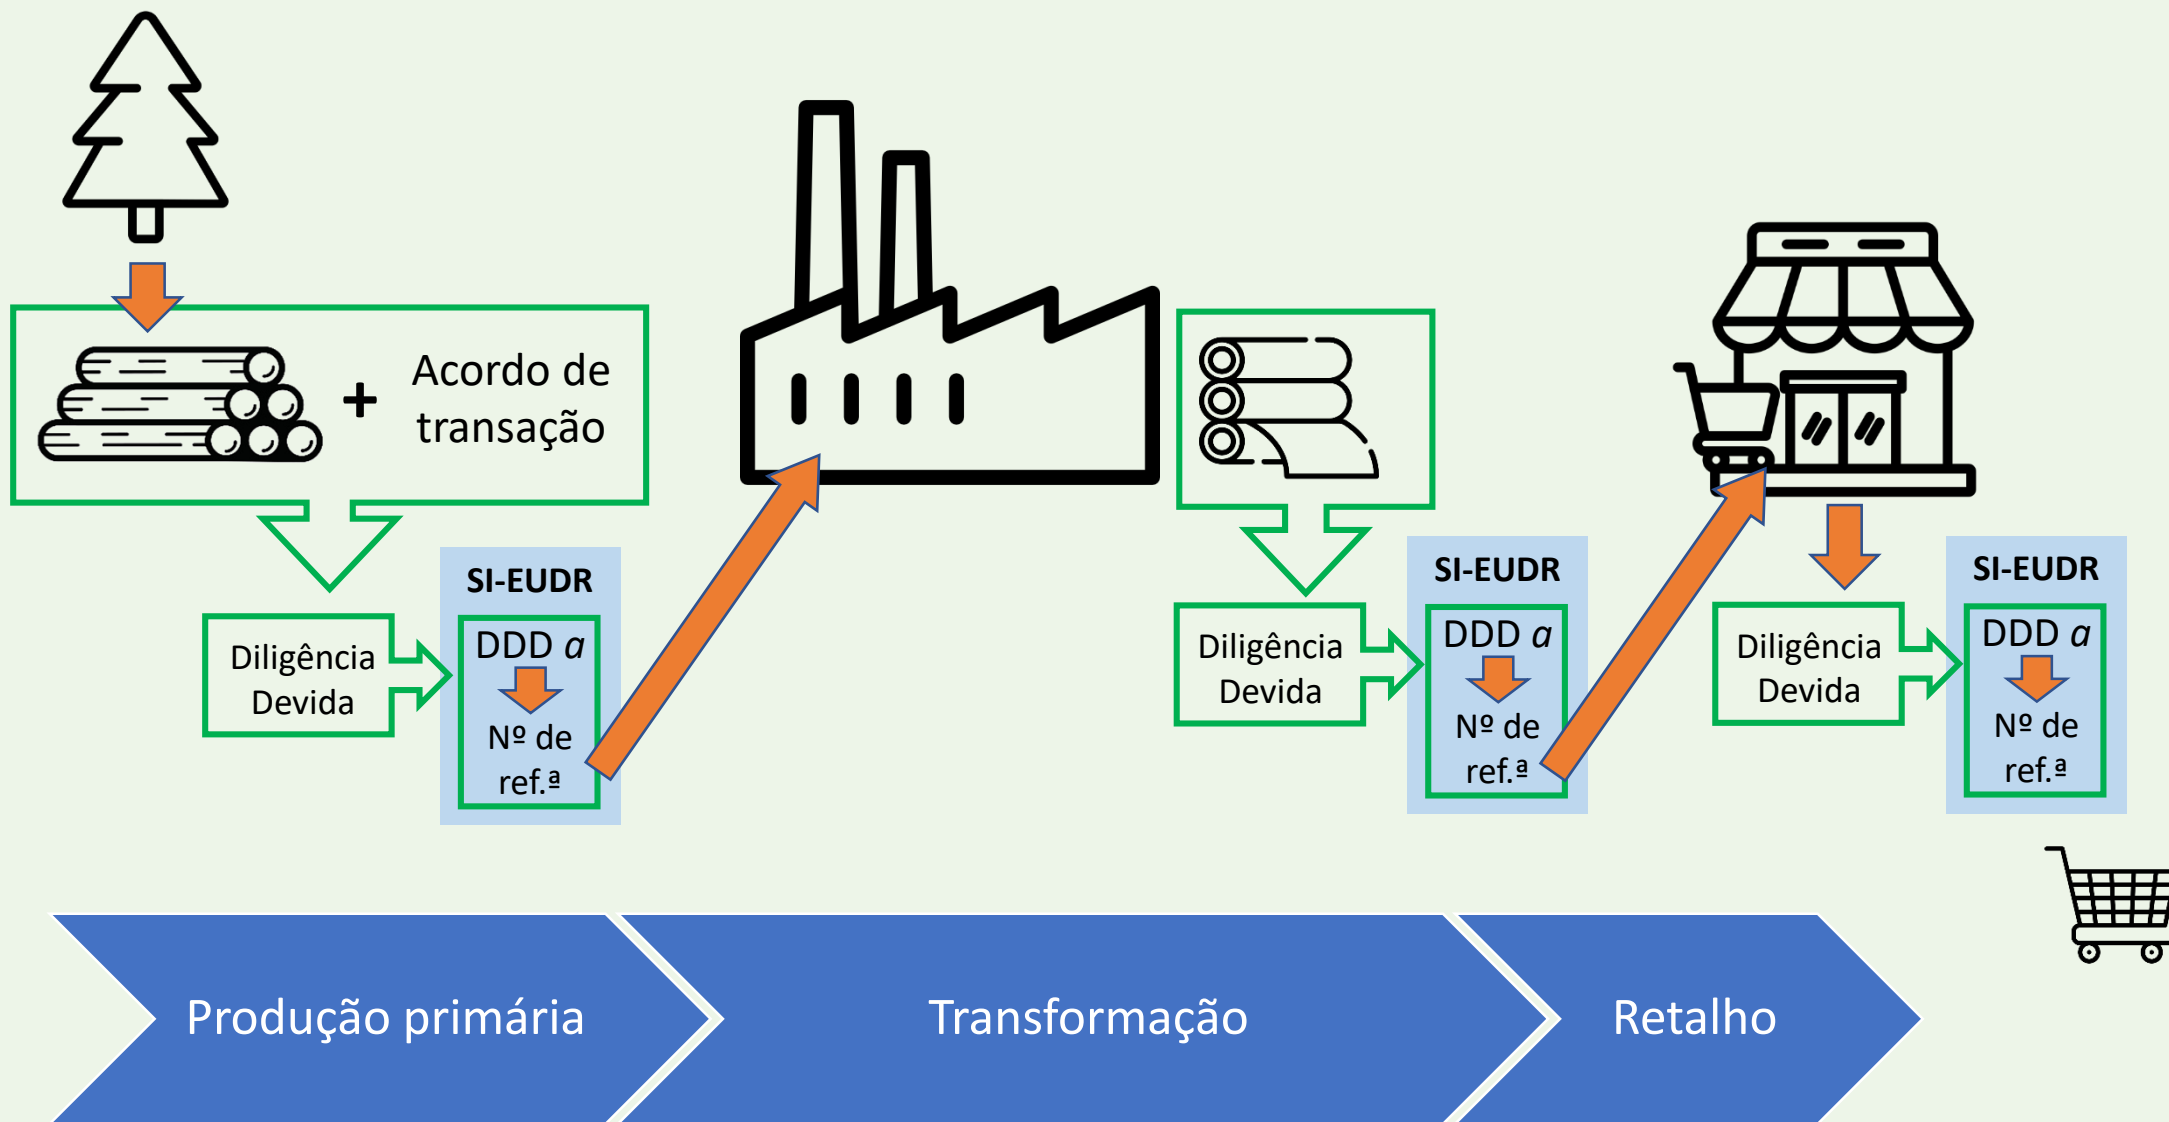 +
Acordo de
transação
SI-EUDR
Diligência
Devida
DDD a
Nº de
ref.ª
SI-EUDR
Diligência
Devida
DDD a
Nº de
ref.ª
SI-EUDR
Diligência
Devida
DDD a
Nº de
ref.ª
Produção primária
Transformação
Retalho